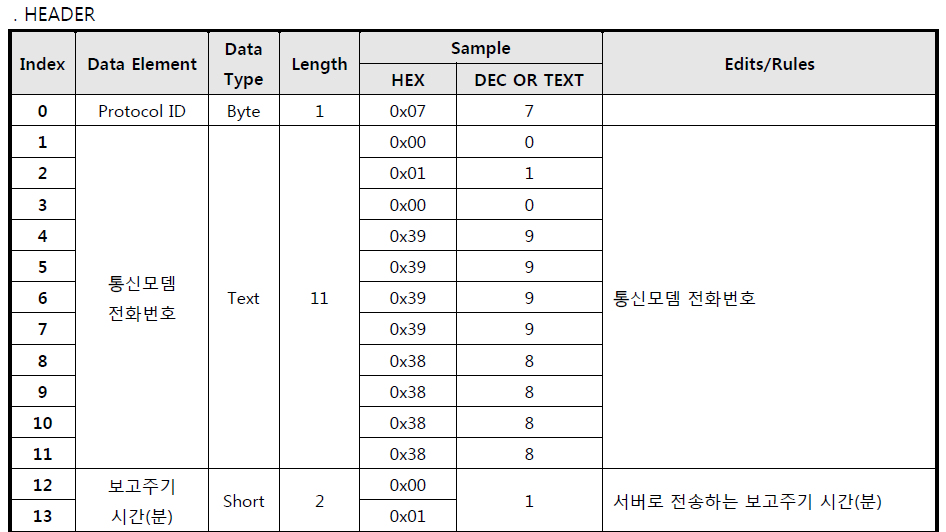 . HEADER
Index Data Element Data Type Length Sample Edits/Rules
HEX DEC OR TEXT
0 Protocol ID Byte 1 0x07 7
1 통신모뎀 전화번호 Text 11 0x00 0 통신모뎀 전화번호
2 0x01 1
3 0x00 0
4 0x39 9
5 0x39 9
6 0x39 9
7 0x39 9
8 0x38 8
9 0x38 8
10 0x38 8
11 0x38 8
12 보고주기 시간(분) Short 2 0x00 1 서버로 전송하는 보고주기 시간(분)
13 0x01